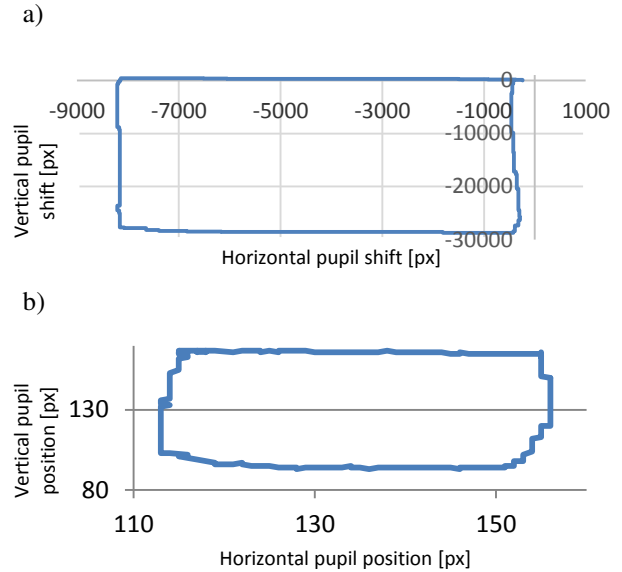 a)
0
-9000 -7000 -5000 -3000 -1000 1000
-10000
-20000
-30000
Vertical pupil
shift [px]
Horizontal pupil shift [px]
b)
130
80
110 130 150
Vertical pupil
position [px]
Horizontal pupil position [px]